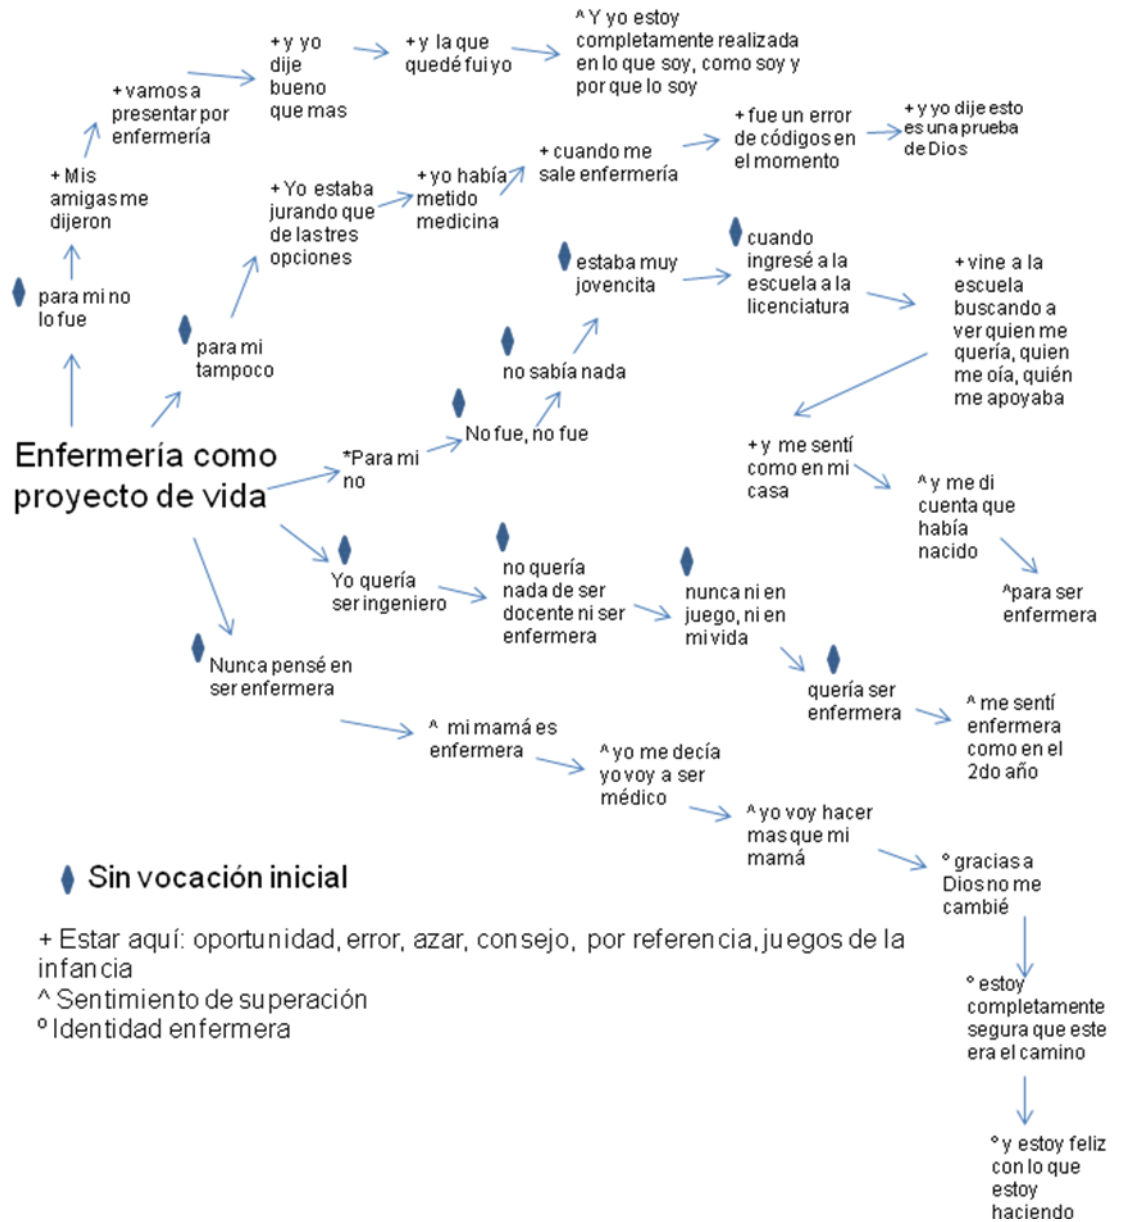 ^ Y yo estoy
completamente realizada
en lo que soy, como soy y
por que lo soy
+ y yo
dije
bueno
que mas
+ y la que
quedé fui yo
+ vamos a
presentar por
enfermería
+ Mis
amigas me
dijeron
para mi no
lo fue
+ fue un error
de códigos en
el momento
+ y yo dije esto
es una prueba
de Dios
+ cuando me
sale enfermería
+ yo había
metido
medicina
+ Yo estaba
jurando que
de las tres
opciones
para mi
tampoco
estaba muy
jovencita
cuando
ingresé a la
escuela a la
licenciatura
+ vine a la
escuela
buscando a
ver quien me
quería, quien
me oía, quién
me apoyaba
no sabía nada
No fue, no fue
*Para mi
no
Enfermería como
proyecto de vida
+ y me sentí
como en mi
casa
^ y me di
cuenta que
había
nacido
^para ser
enfermera
Yo quería
ser ingeniero
no quería
nada de ser
docente ni ser
enfermera
nunca ni en
juego, ni en
mi vida
quería ser
enfermera
^ me sentí
enfermera
como en el
2do año
Nunca pensé en
ser enfermera
^ mi mamá es
enfermera
^ yo me decía
yo voy a ser
médico
^ yo voy hacer
mas que mi
mamá
° gracias a
Dios no me
cambié
° estoy
completamente
segura que este
era el camino
° y estoy feliz
con lo que
estoy
haciendo
Sin vocación inicial
+ Estar aquí: oportunidad, error, azar, consejo, por referencia, juegos de la
infancia
^ Sentimiento de superación
º Identidad enfermera